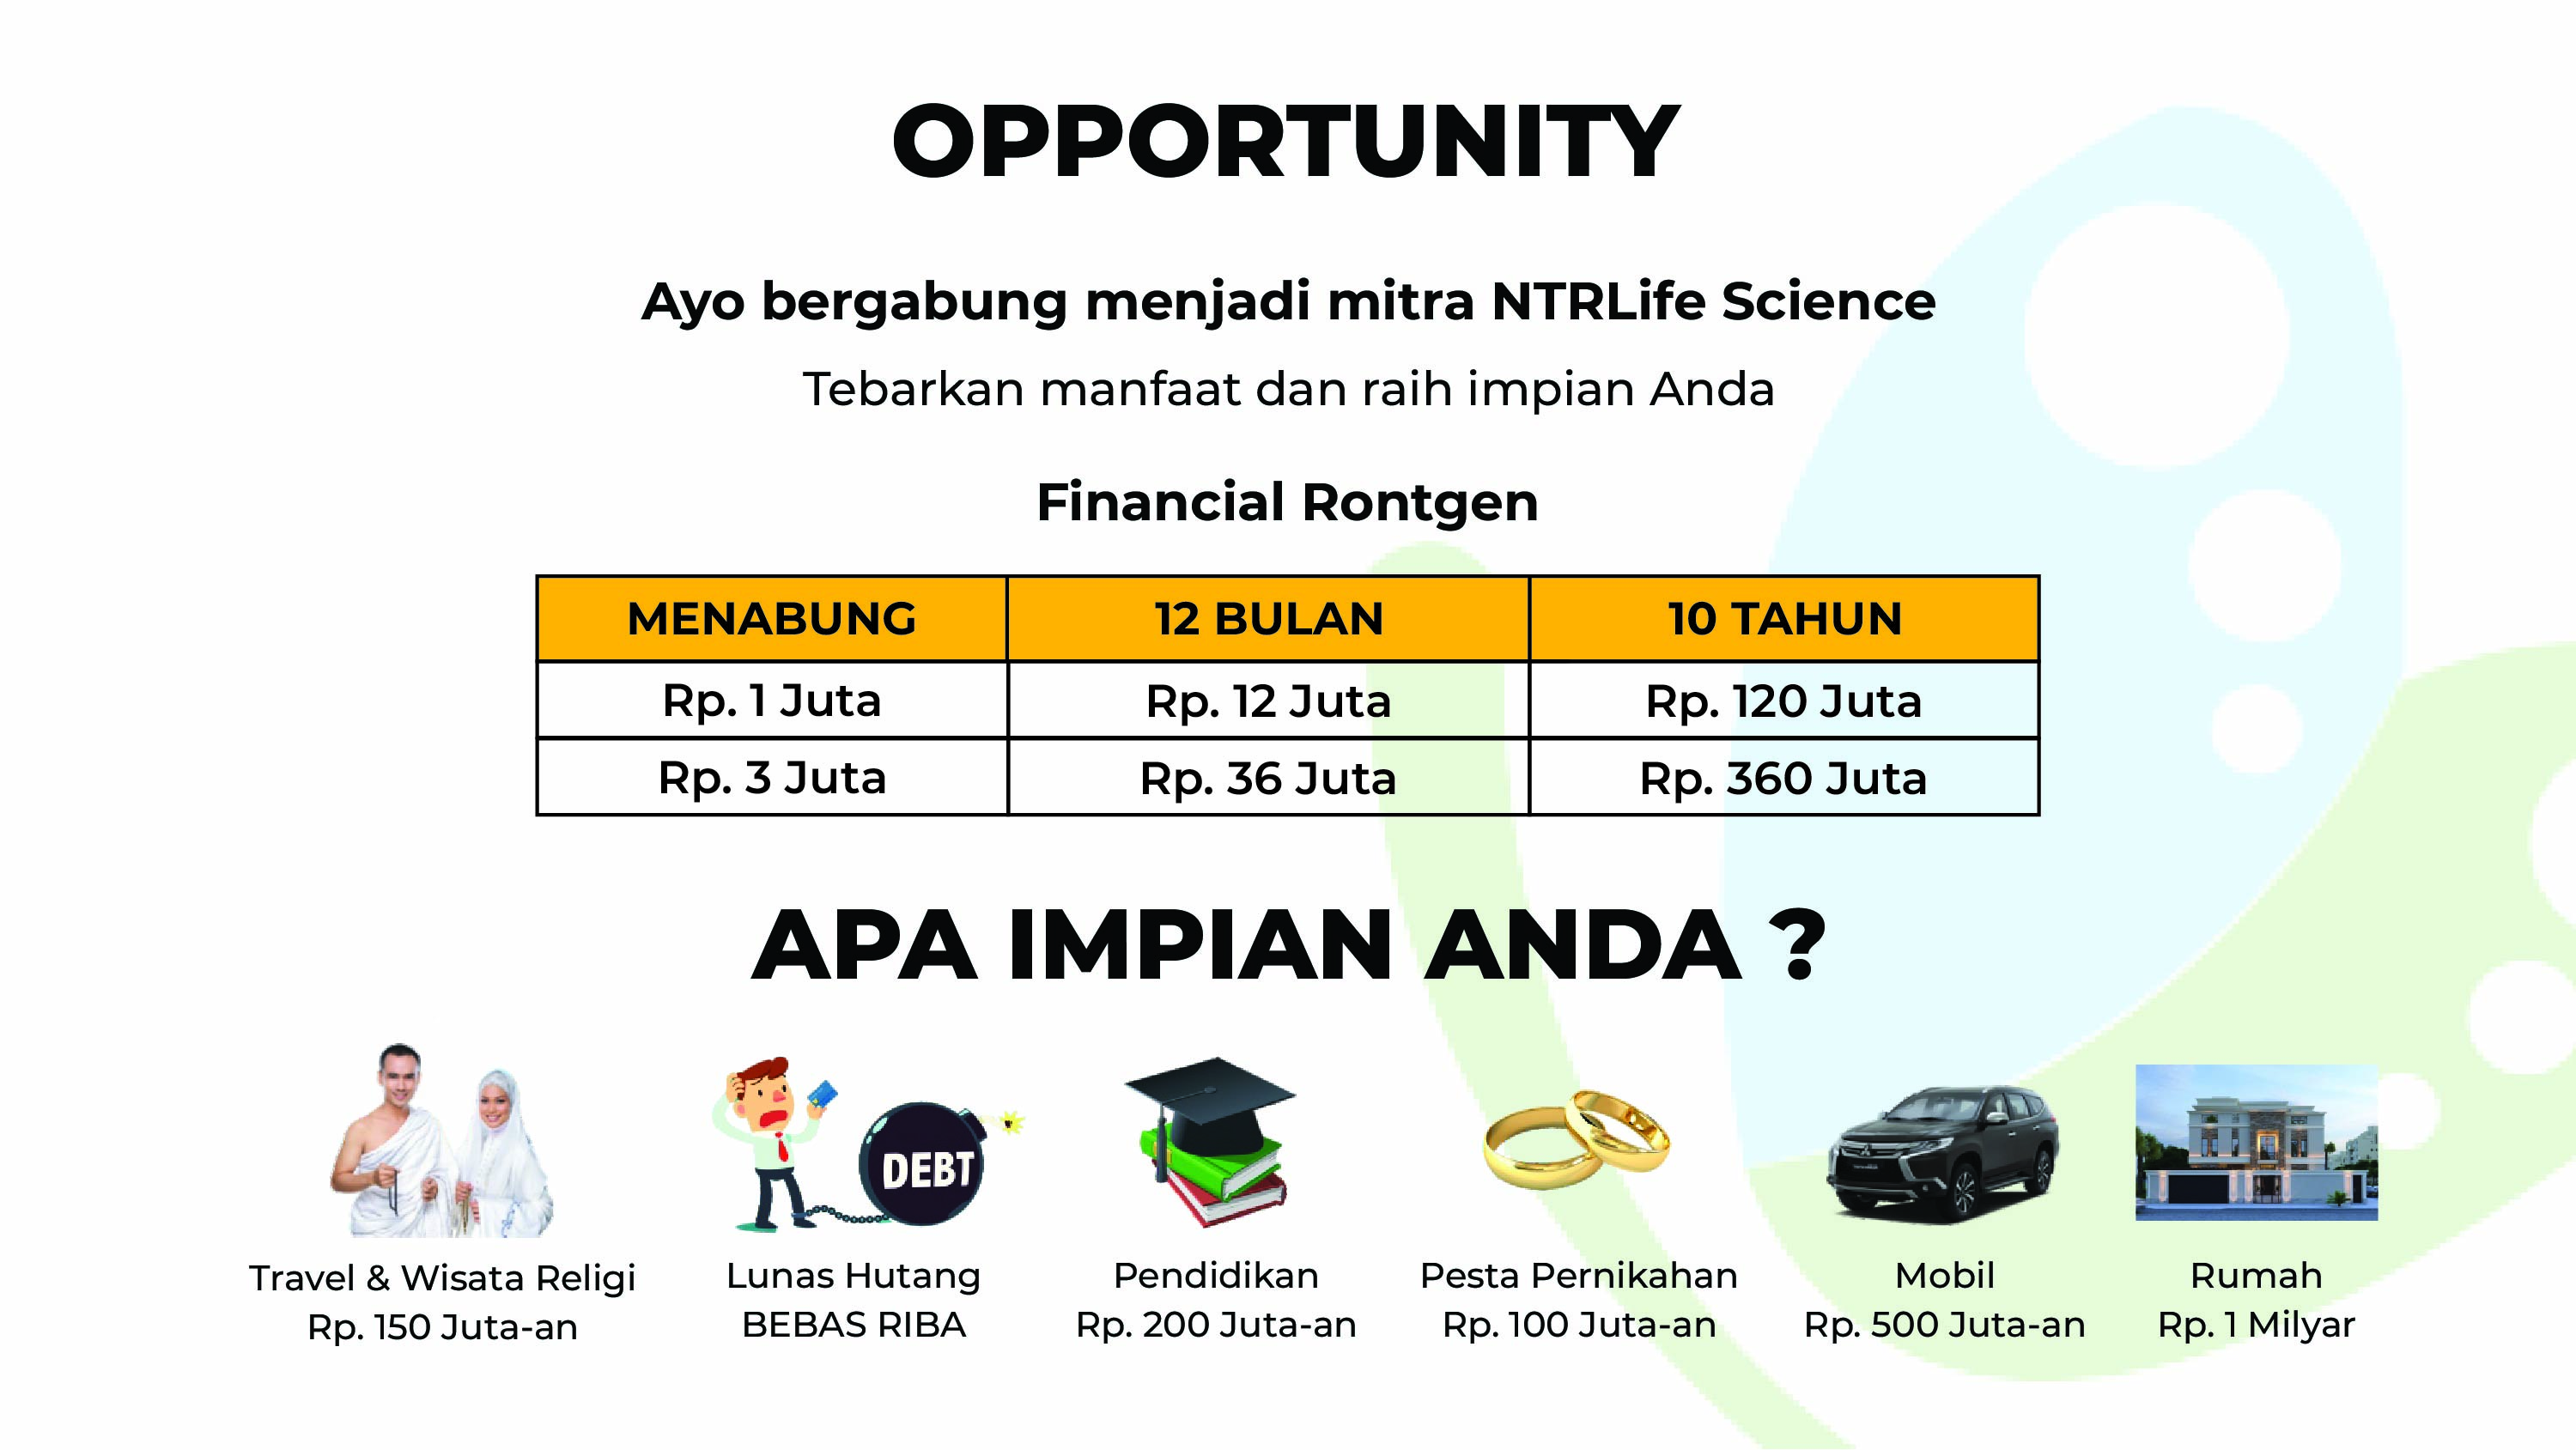 OPPORTUNITY
Ayo bergabung menjadi mitra NTRLife Science
Tebarkan manfaat dan raih impian Anda
Financial Rontgen
MENABUNG 12 BULAN 10 TAHUN
Rp. 1 Juta Rp. 12 Juta Rp. 120 Juta
Rp. 3 Juta Rp. 36 Juta Rp. 360 Juta
APA IMPIAN ANDA ?
DEBT
Travel & Wisata Religi
Rp. 150 Juta-an
Lunas Hutang
BEBAS RIBA
Pendidikan
Rp. 200 Juta-an
Pesta Pernikahan
Rp. 100 Juta-an
Mobil
Rp. 500 Juta-an
Rumah
Rp. 1 Milyar